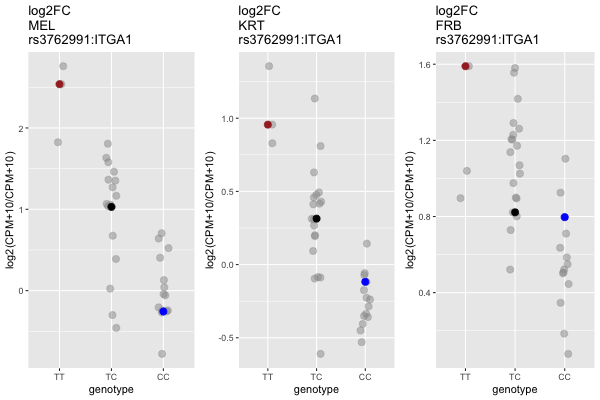 log2FC
MEL
rs3762991:ITGA1
log2(CPM+10/CPM+10)
2
1
0
TT
TC
CC
genotype
log2FC
KRT
rs3762991:ITGA1
log2(CPM+10/CPM+10)
1.0
0.5
0.0
-0.5
TT
TC
CC
genotype
log2FC
FRB
rs3762991:ITGA1
log2(CPM+10/CPM+10)
1.6
1.2
0.8
0.4
TT
TC
CC
genotype